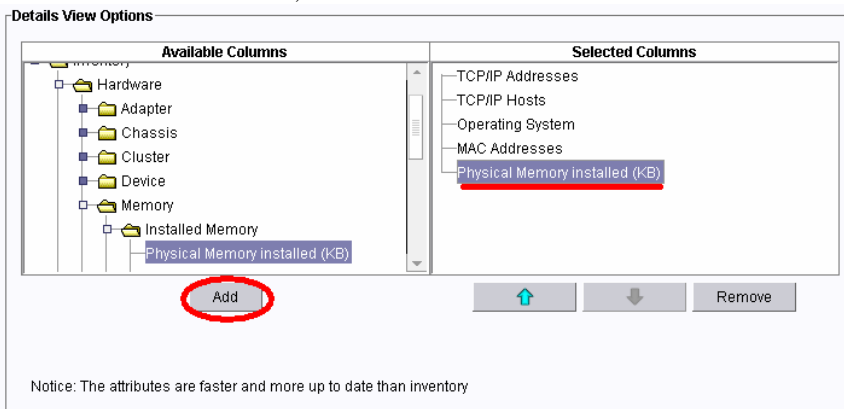 Details View Options
Available Columns
Inventory
Hardware
Adapter
Chassis
Cluster
Device
Memory
Installed Memory
Physical Memory installed (KB)
Add
Selected Columns
TCP/IP Addresses
TCP/IP Hosts
Operating System
MAC Addresses
Physical Memory installed (KB)
Remove
Notice: The attributes are faster and more up to date than inventory